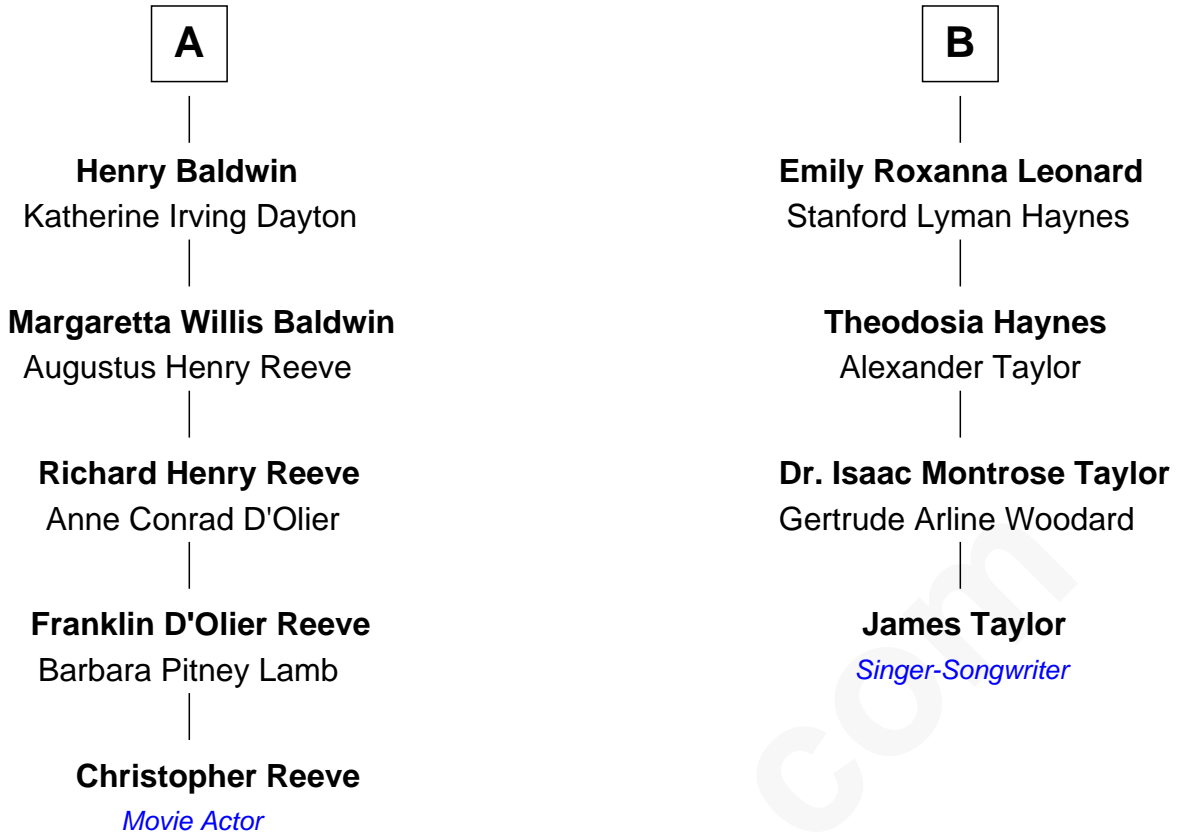 A
Henry Baldwin
Katherine Irving Dayton
Margaretta Willis Baldwin
Augustus Henry Reeve
Richard Henry Reeve
Anne Conrad D'Olier
Franklin D'Olier Reeve
Barbara Pitney Lamb
Christopher Reeve
Movie Actor
B
Emily Roxanna Leonard
Stanford Lyman Haynes
Theodosia Haynes
Alexander Taylor
Dr. Isaac Montrose Taylor
Gertrude Arline Woodard
James Taylor
Singer-Songwriter
com